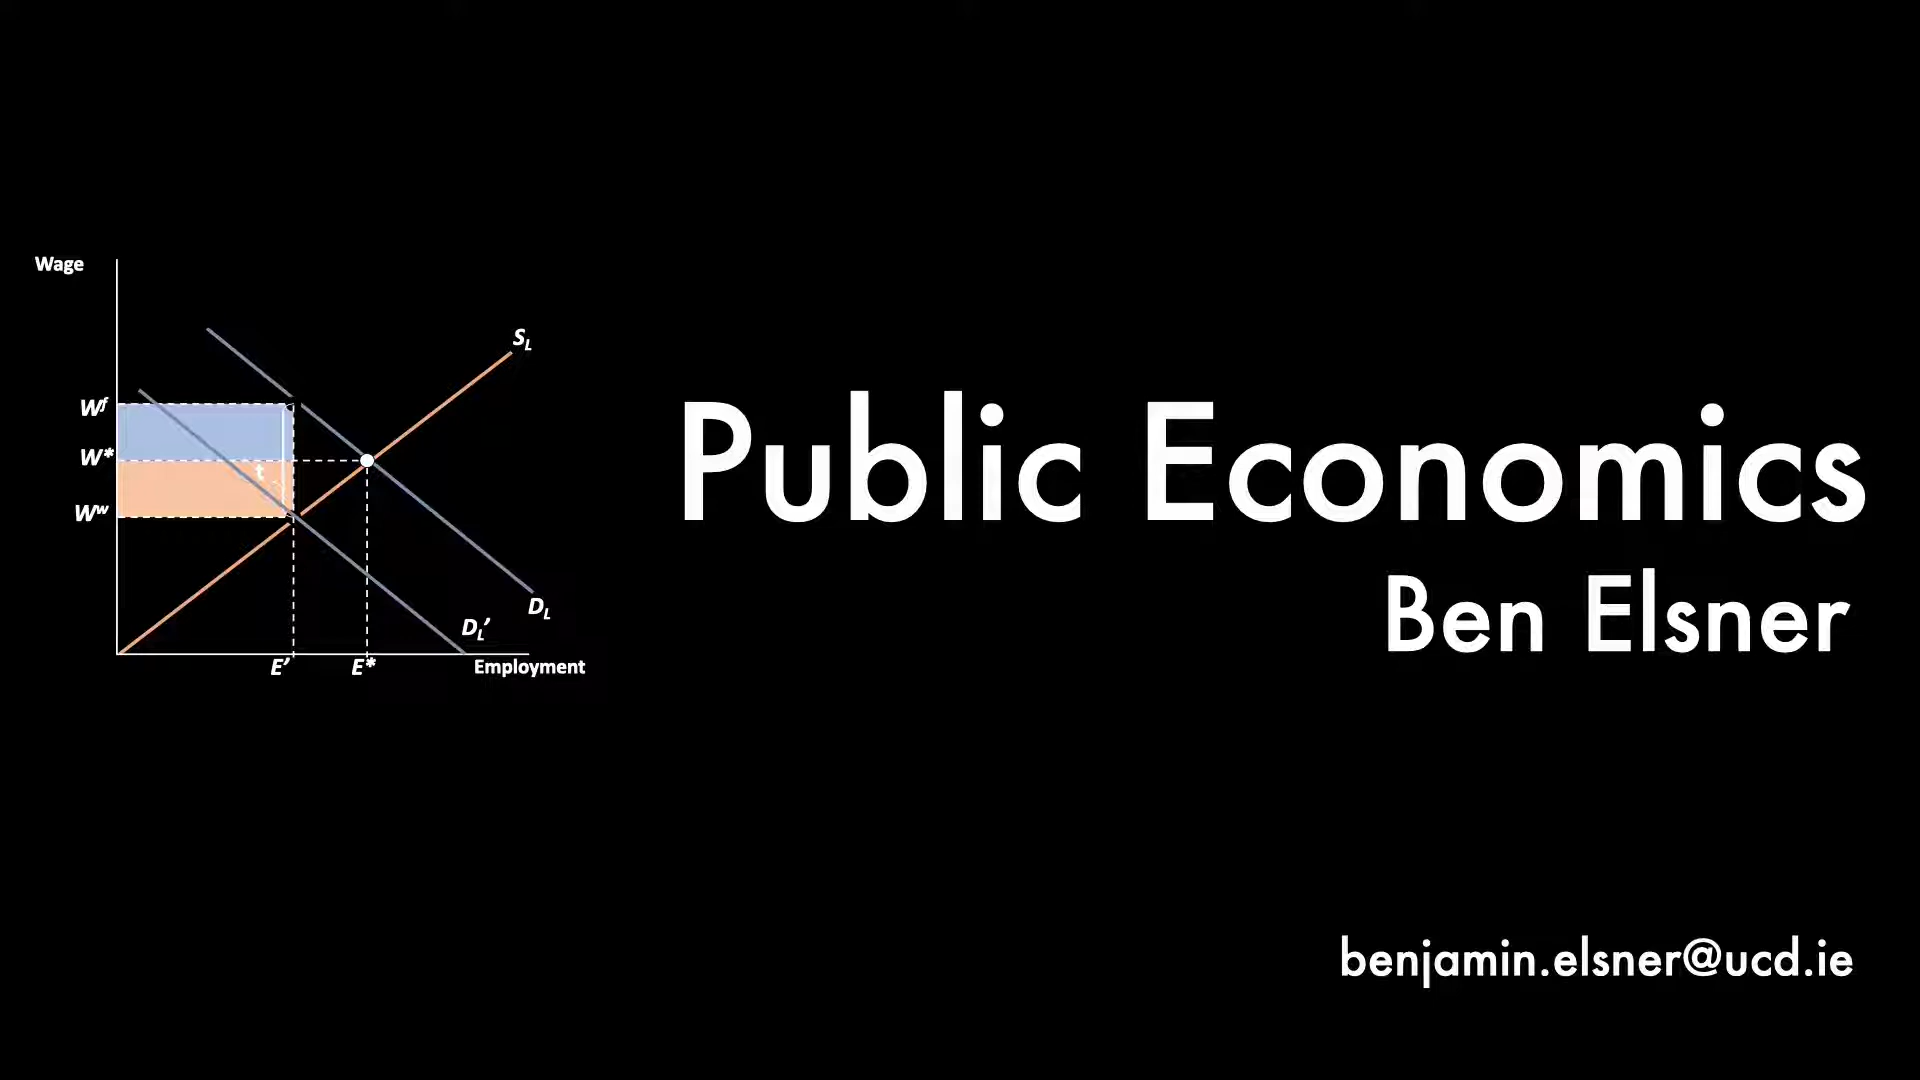 Wage
S_L
W^f
W*
t
W^w
D_L
D_L’
E’
E*
Employment
Public Economics
Ben Elsner
benjamin.elsner@ucd.ie